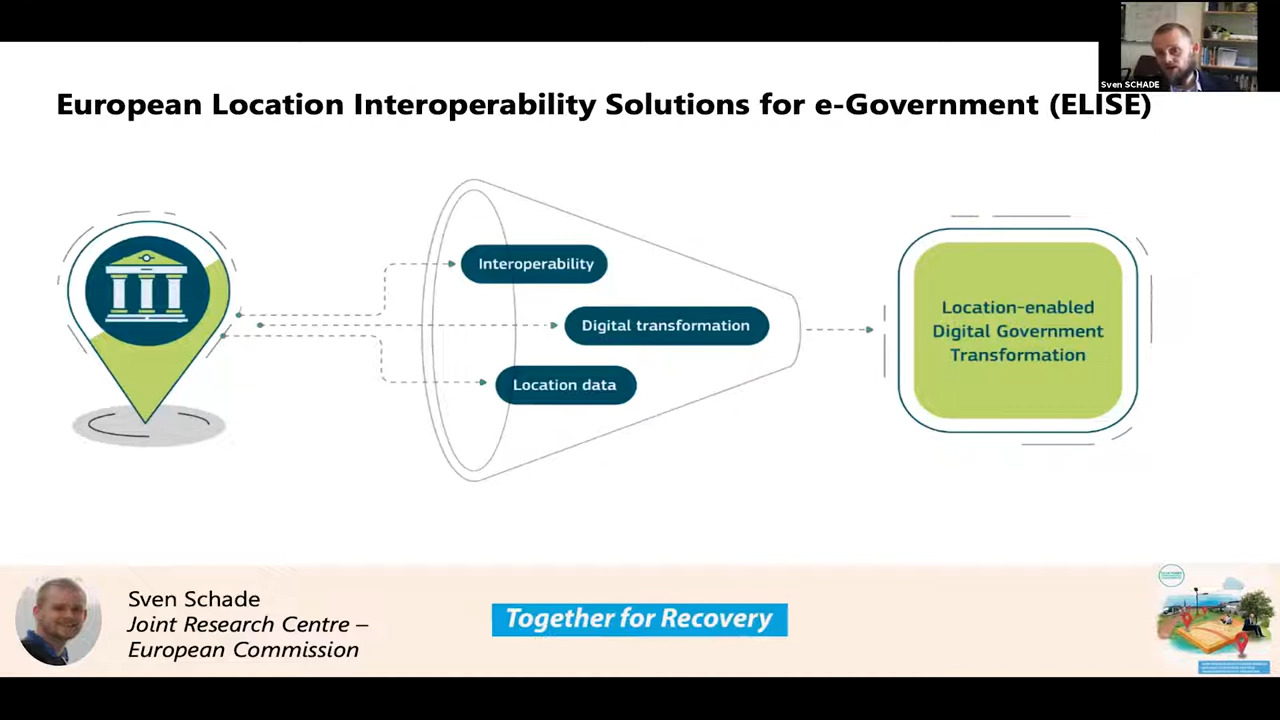 Sven SCHADE
European Location Interoperability Solutions for e-Government (ELISE)
Interoperability
Digital transformation
Location data
Location-enabled
Digital Government
Transformation
Sven Schade
Joint Research Centre –
European Commission
Together for Recovery